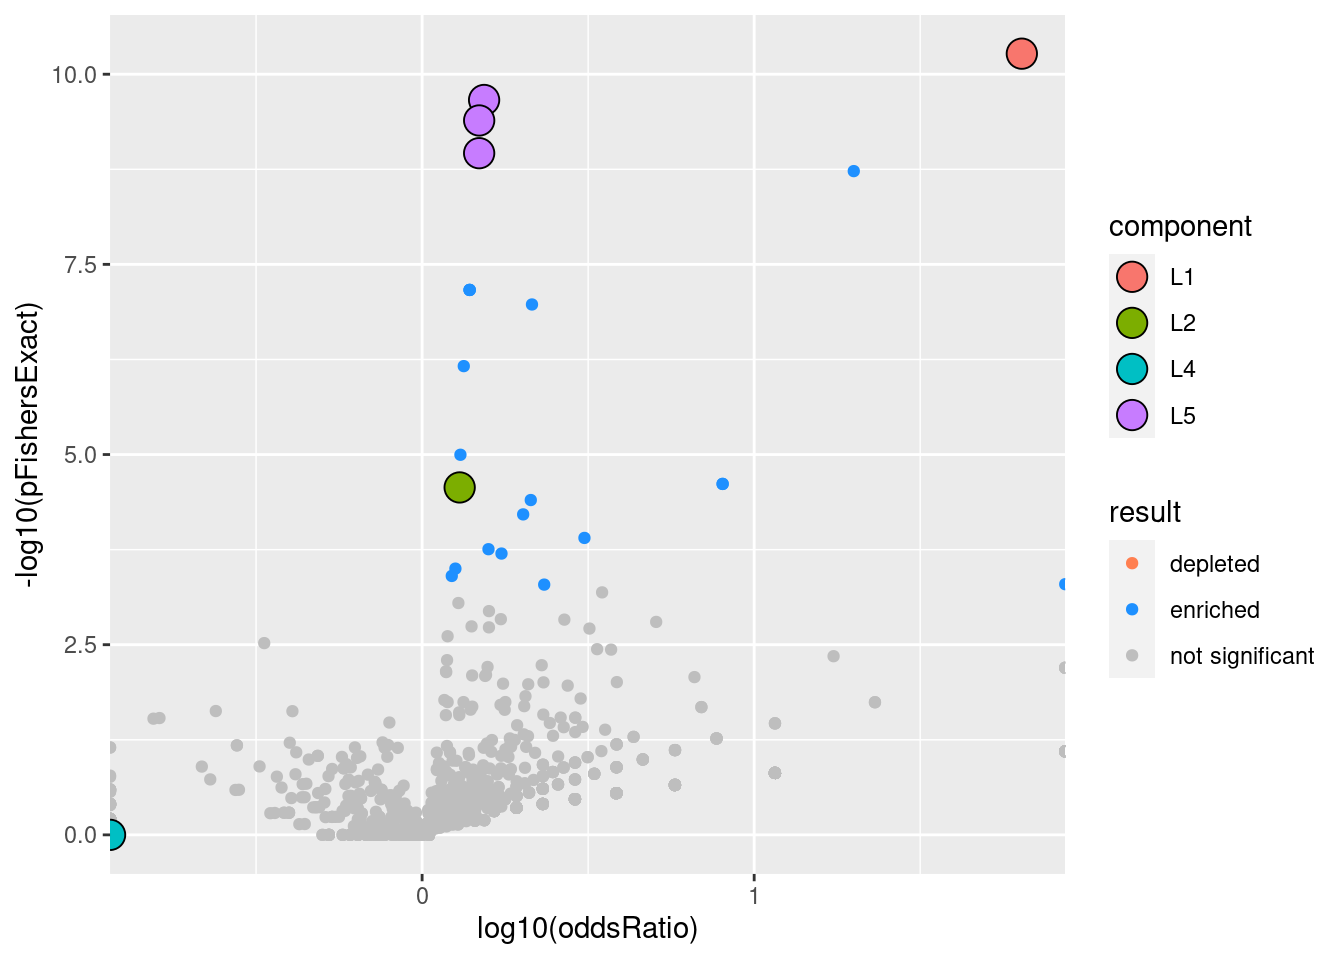 10.0
7.5
5.0
2.5
0.0
-log10(pFishersExact)
0
1
log10(oddsRatio)
component
L1
L2
L4
L5
result
depleted
enriched
not significant